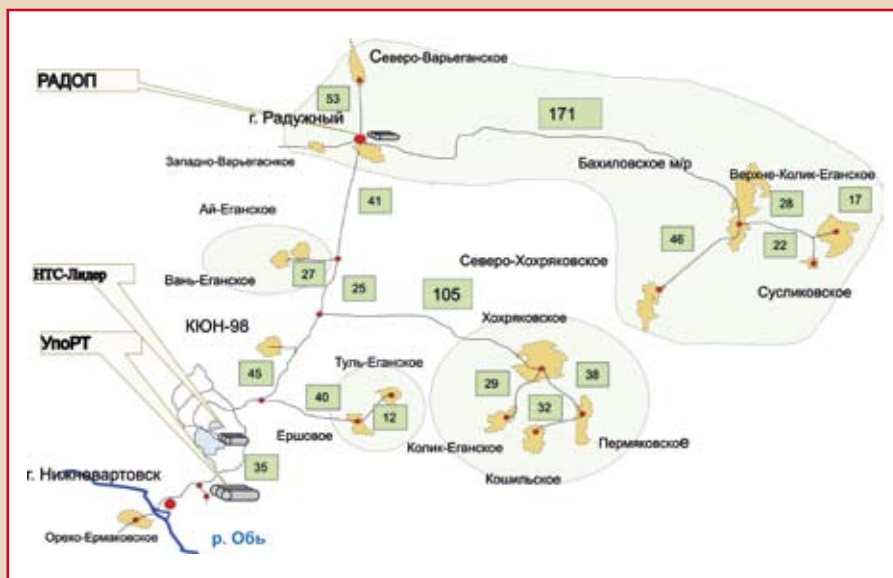 Северо-Варьеганское
РАДОП
53
г. Радужный
171
Западно-Варьегаснкое
Бахиловское м/р
Верхне-Колик-Еганское
41
28
17
Ай-Еганское
46
22
27
Северо-Хохряковское
НТС-Лидер
Вань-Еганское
25
105
Сусликовское
КЮН-98
Хохряковское
УпоРТ
Туль-Еганское
45
29
38
40
32
12
Ершовое
Колик-Еганское
Пермяковское
35
Кошильское
г. Нижневартовск
Орехо-Ермаковское
р. Обь